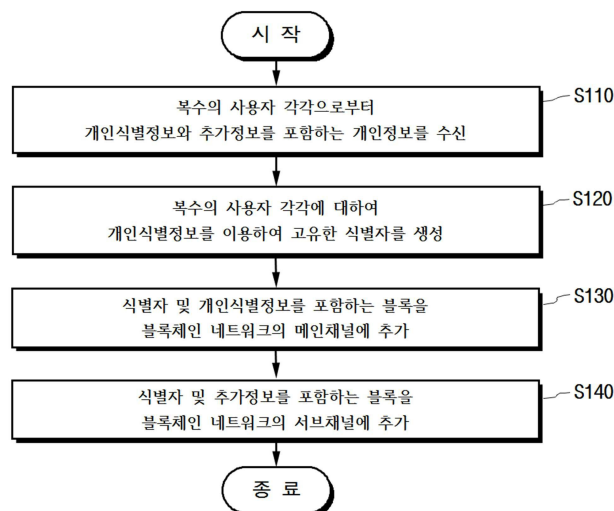 시 작
복수의 사용자 각각으로부터
개인식별정보와 추가정보를 포함하는 개인정보를 수신
S110
복수의 사용자 각각에 대하여
개인식별정보를 이용하여 고유한 식별자를 생성
S120
식별자 및 개인식별정보를 포함하는 블록을
블록체인 네트워크의 메인채널에 추가
S130
식별자 및 추가정보를 포함하는 블록을
블록체인 네트워크의 서브채널에 추가
S140
종 료